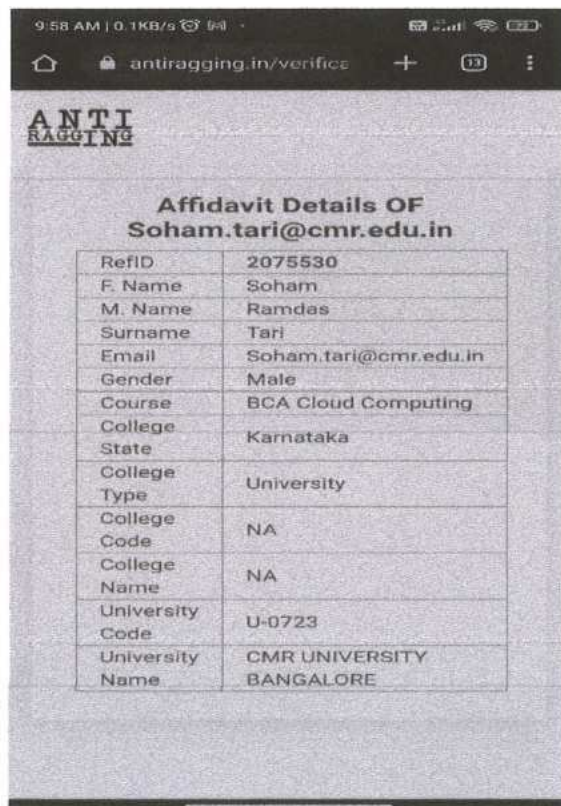 9:58 AM | 0.1KB/s
antiragging.in/verifica
13
ANTI
RAGGING
Affidavit Details OF
Soham.tari@cmr.edu.in
RefID 2075530
F. Name Soham
M. Name Ramdas
Surname Tari
Email Soham.tari@cmr.edu.in
Gender Male
Course BCA Cloud Computing
College
State Karnataka
College
Type University
College
Code NA
College
Name NA
University
Code U-0723
University CMR UNIVERSITY
Name BANGALORE